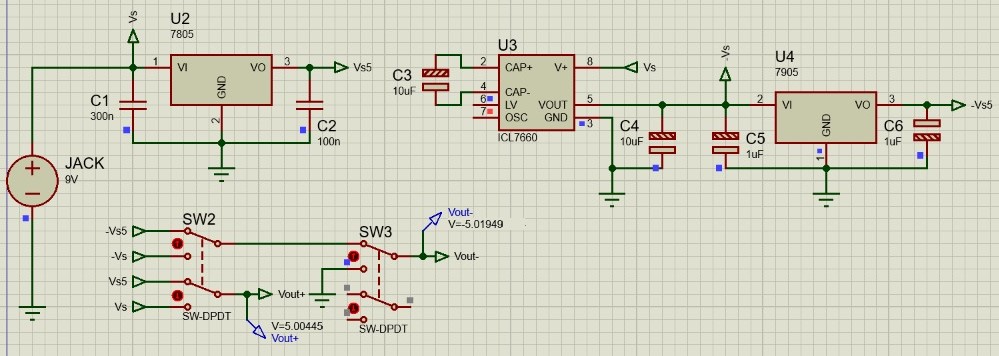 Vs
U2
7805
1
VI
VO
3
Vs5
GND
2
C1
300n
C2
100n
JACK
9V
U3
2
CAP+
V+
8
Vs
C3
10uF
4
CAP-
6
LV
VOUT
5
7
OSC
GND
3
ICL7660
C4
10uF
-Vs
C5
1uF
U4
7905
2
VI
VO
3
-Vs5
GND
1
C6
1uF
SW2
-Vs5
-Vs
Vs5
Vs
SW-DPDT
Vout+
V=5.00445
Vout+
SW3
SW-DPDT
Vout-
V=-5.01949
Vout-